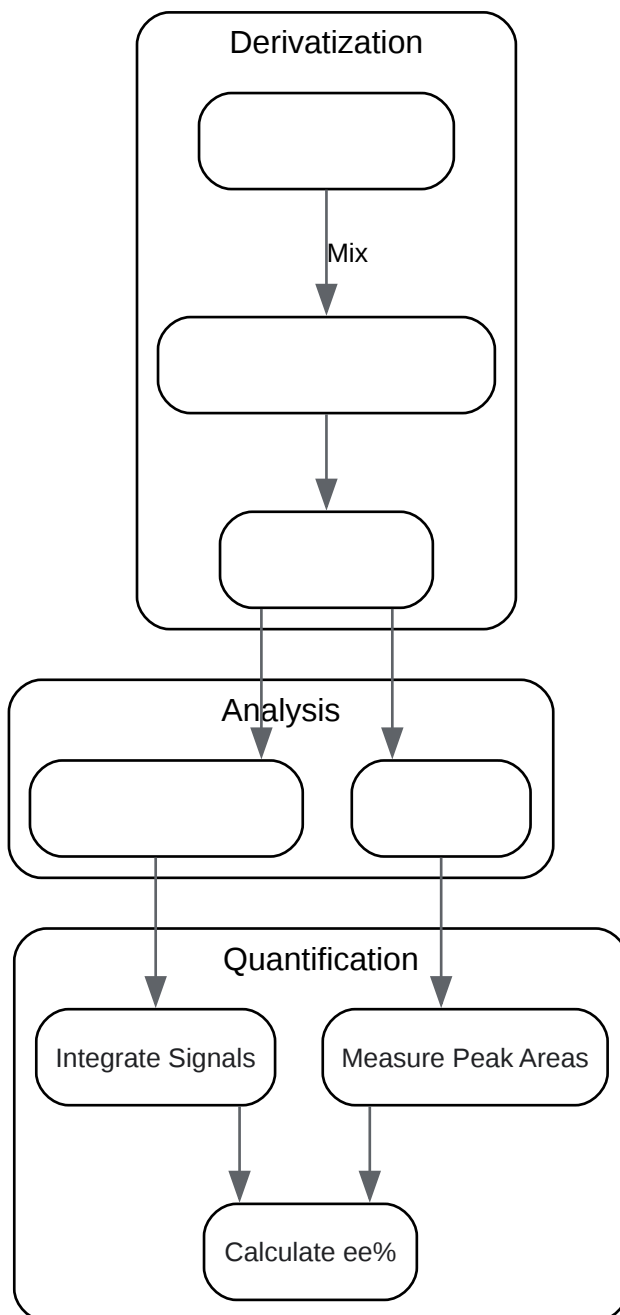 Derivatization
Mix
Analysis
Quantification
Integrate Signals
Measure Peak Areas
Calculate ee%